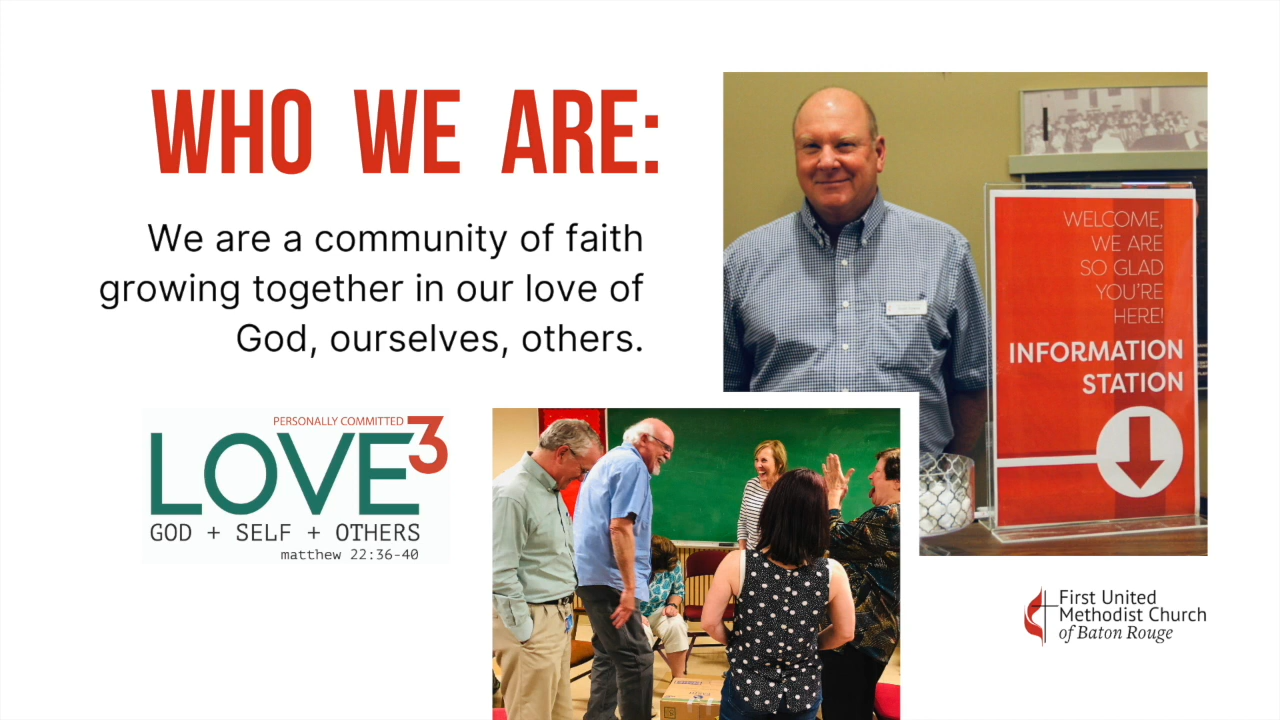 WHO WE ARE:
We are a community of faith
growing together in our love of
God, ourselves, others.
PERSONALLY COMMITTED
LOVE3
GOD + SELF + OTHERS
matthew 22:36-40
WELCOME,
WE ARE
SO GLAD
YOU'RE
HERE!
INFORMATION
STATION
First United
Methodist Church
of Baton Rouge